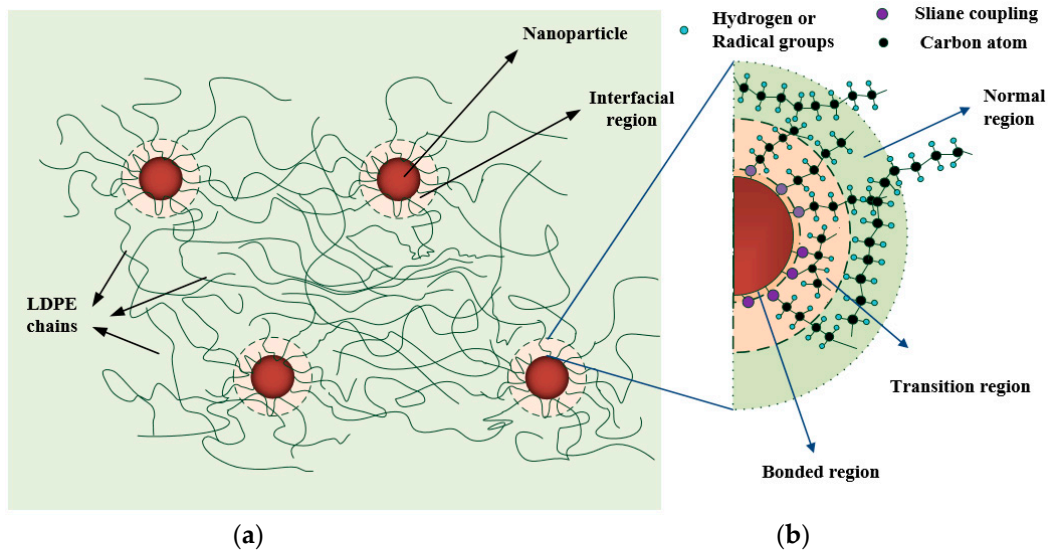 Nanoparticle
Interfacial
region
LDPE
chains
(a)
Hydrogen or
Radical groups
Sliane coupling
Carbon atom
Normal
region
Transition region
Bonded region
(b)